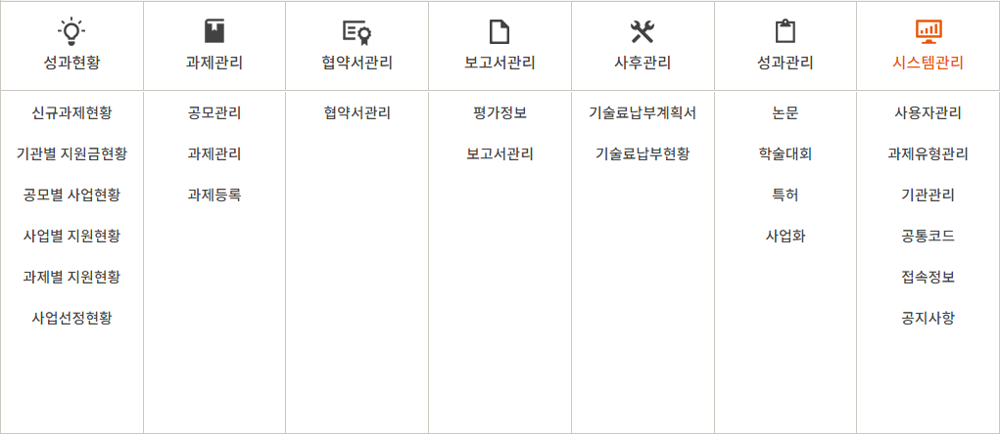 성과현황
과제관리
협약서관리
보고서관리
사후관리
성과관리
시스템관리
신규과제현황
공모관리
협약서관리
평가정보
기술료납부계획서
논문
사용자관리
기관별 지원금현황
과제관리
보고서관리
기술료납부현황
학술대회
과제유형관리
공모별 사업현황
과제등록
특허
기관관리
사업별 지원현황
사업화
공통코드
과제별 지원현황
접속정보
사업선정현황
공지사항